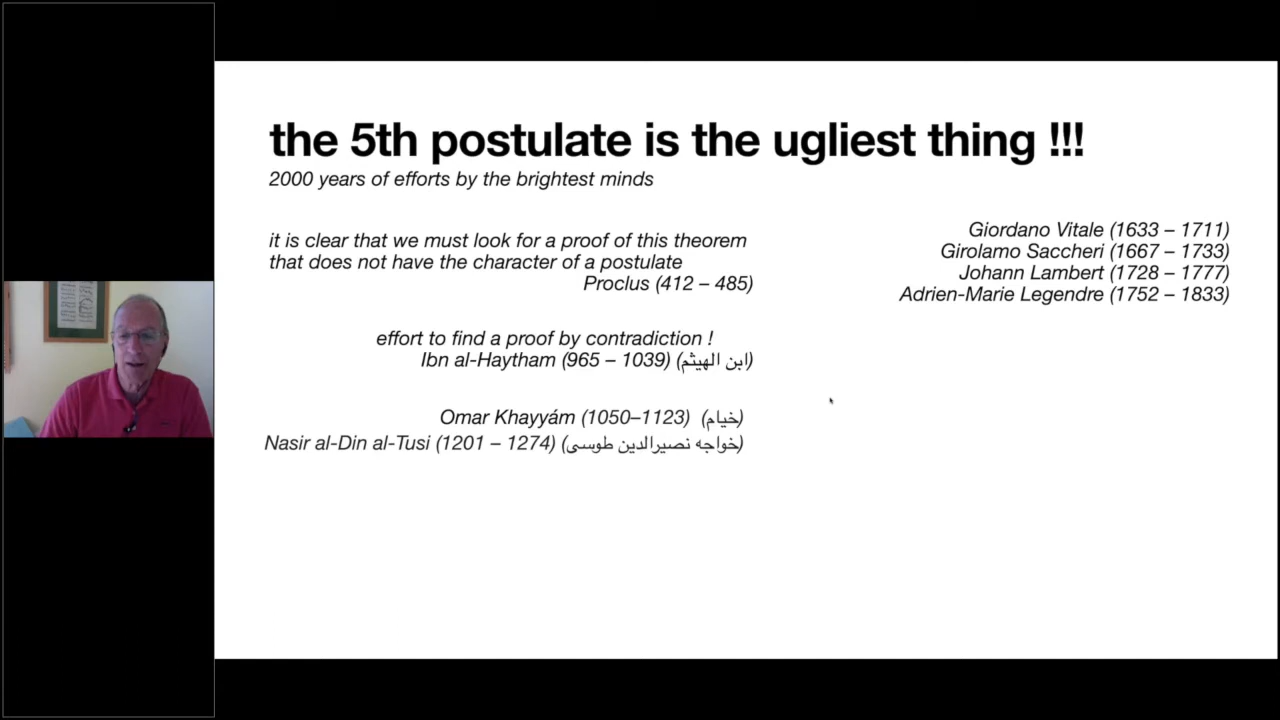 the 5th postulate is the ugliest thing !!!
2000 years of efforts by the brightest minds
it is clear that we must look for a proof of this theorem
that does not have the character of a postulate
Proclus (412 – 485)
effort to find a proof by contradiction !
Ibn al-Haytham (965 – 1039) (ابن الهيثم)
Omar Khayyám (1050–1123) (خیام)
Nasir al-Din al-Tusi (1201 – 1274) (خواجه نصیرالدین طوسی)
Giordano Vitale (1633 – 1711)
Girolamo Saccheri (1667 – 1733)
Johann Lambert (1728 – 1777)
Adrien-Marie Legendre (1752 – 1833)